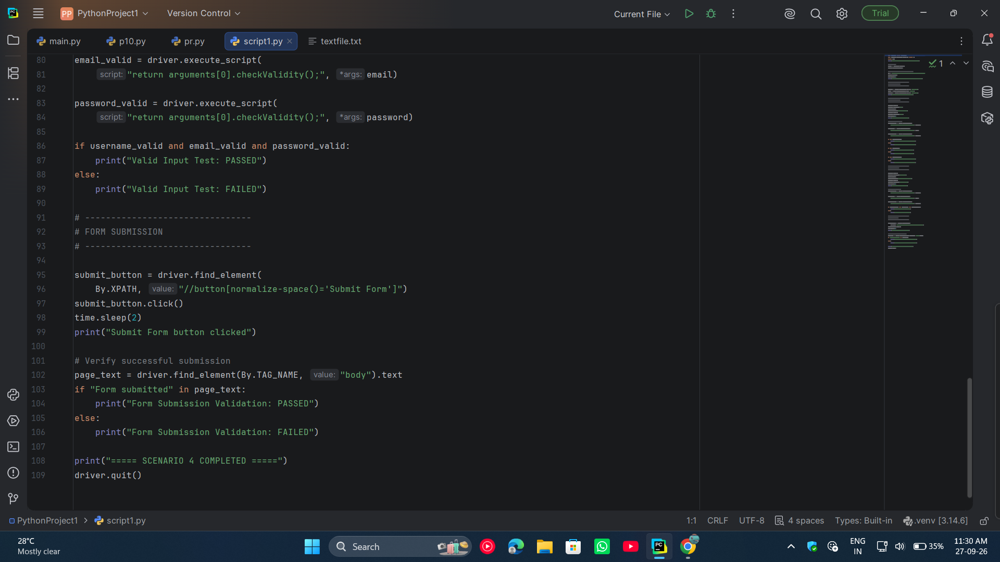 PC
PP PythonProject1 Version Control Current File Trial
main.py p10.py pr.py script1.py textfile.txt
1
80 email_valid = driver.execute_script(
81 script: "return arguments[0].checkValidity();", *args: email)
82
83 password_valid = driver.execute_script(
84 script: "return arguments[0].checkValidity();", *args: password)
85
86 if username_valid and email_valid and password_valid:
87 print("Valid Input Test: PASSED")
88 else:
89 print("Valid Input Test: FAILED")
90
91 # --------------------------------
92 # FORM SUBMISSION
93 # --------------------------------
94
95 submit_button = driver.find_element(
96 By.XPATH, value: "//button[normalize-space()='Submit Form']")
97 submit_button.click()
98 time.sleep(2)
99 print("Submit Form button clicked")
100
101 # Verify successful submission
102 page_text = driver.find_element(By.TAG_NAME, value: "body").text
103 if "Form submitted" in page_text:
104 print("Form Submission Validation: PASSED")
105 else:
106 print("Form Submission Validation: FAILED")
107
108 print("===== SCENARIO 4 COMPLETED =====")
109 driver.quit()
PythonProject1 script1.py 1:1 CRLF UTF-8 4 spaces Types: Built-in .venv [3.14.6]
28°C
Mostly clear
Search
PC
ENG
IN
35%
11:30 AM
27-09-26